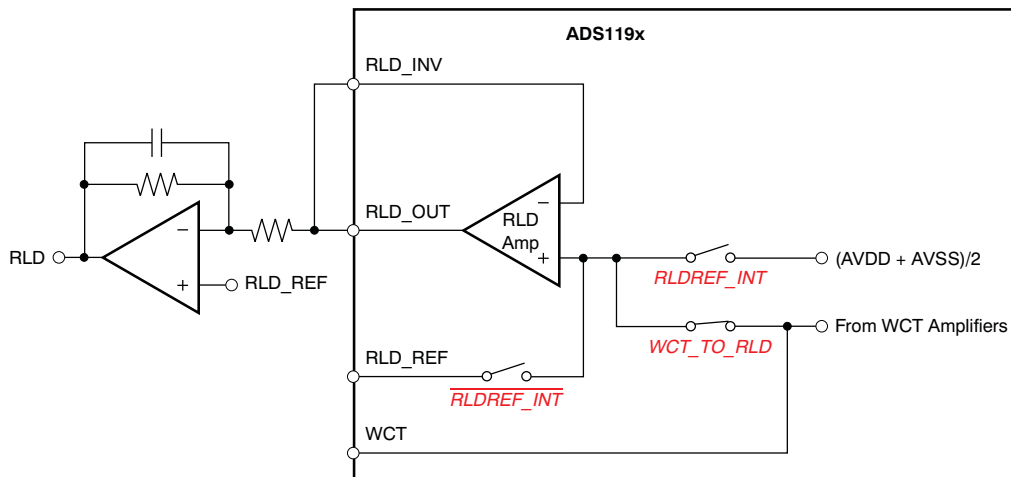 ADS119x
RLD_INV
RLD_OUT
RLD
Amp
−
+
RLD
−
+
RLD_REF
RLDREF_INT
(AVDD + AVSS)/2
WCT_TO_RLD
From WCT Amplifiers
RLD_REF
RLDREF_INT
WCT